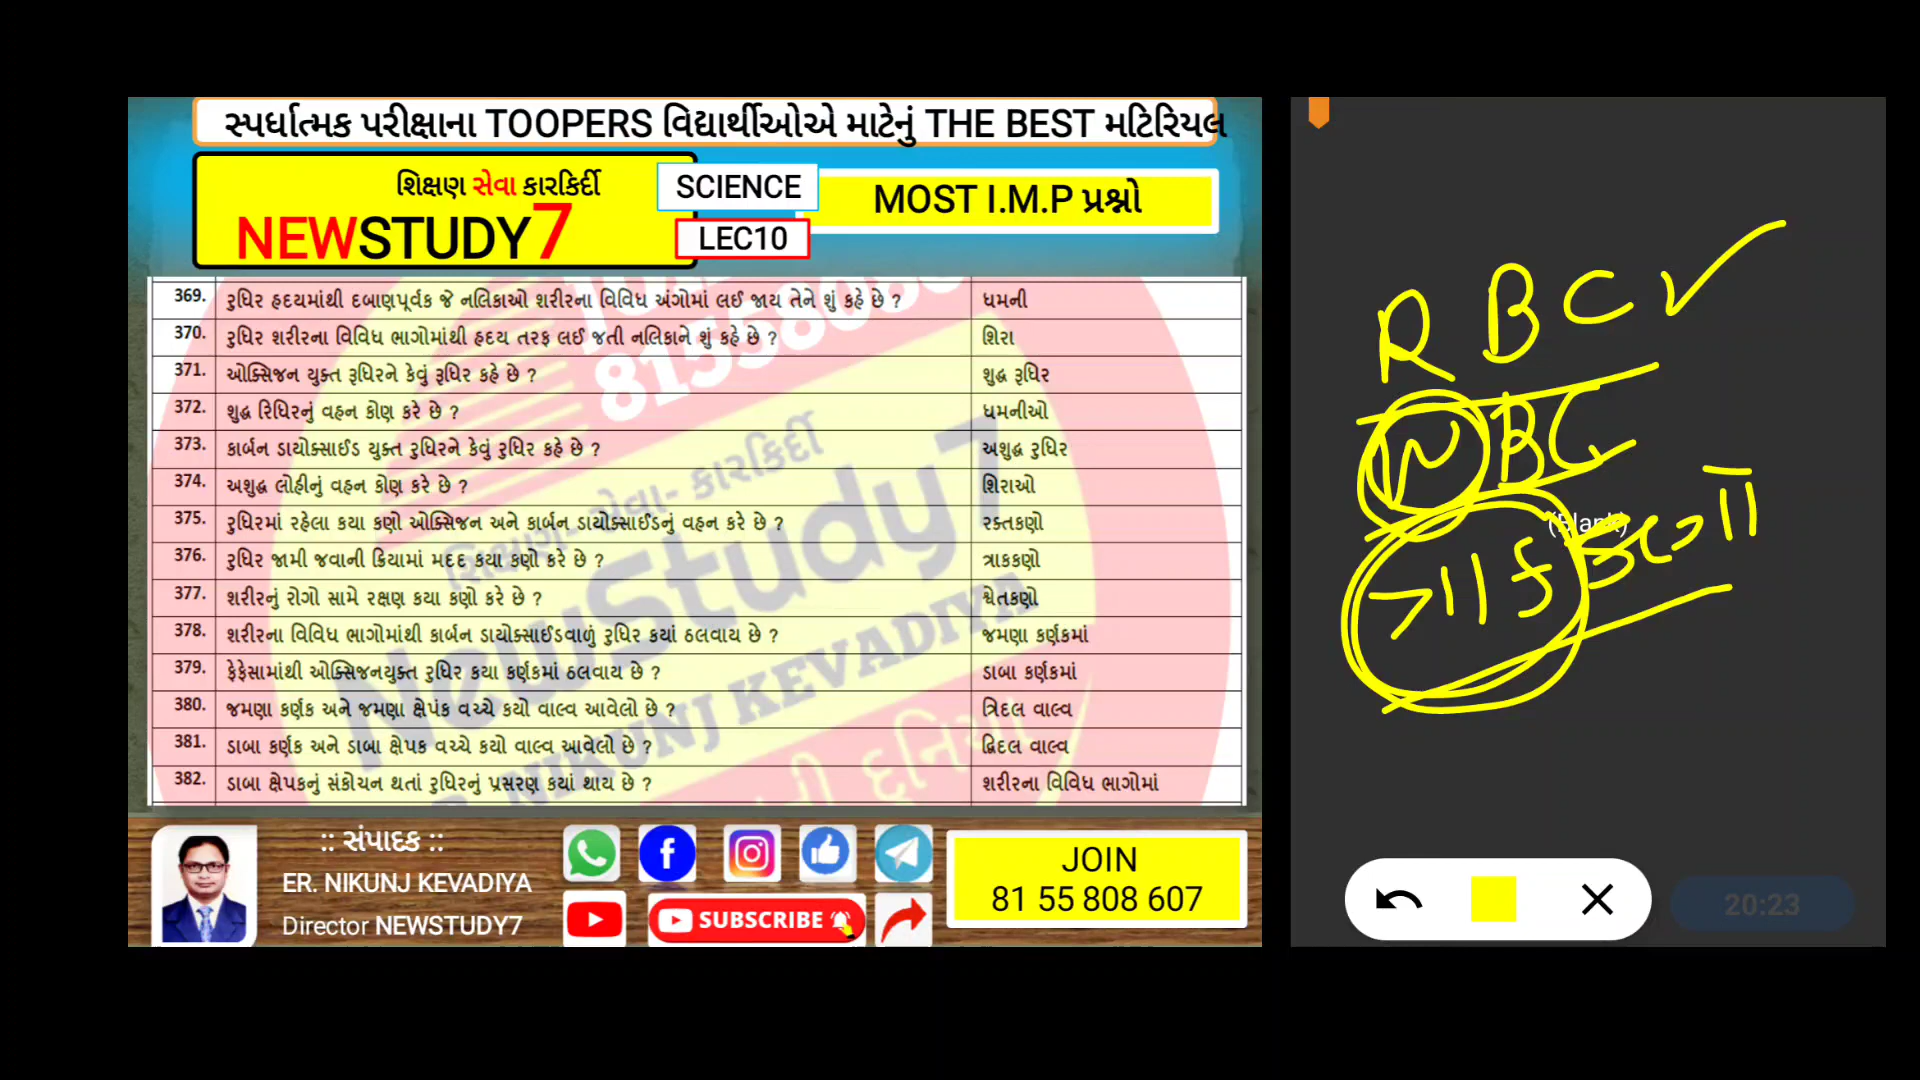 સ્પર્ધાત્મક પરીક્ષાના TOOPERS વિદ્યાર્થીઓએ માટેનું THE BEST મટિરિયલ
શિક્ષણ સેવા કારકિર્દી
NEWSTUDY7
SCIENCE
LEC10
MOST I.M.P પ્રશ્નો
369. રુધિર હૃદયમાંથી દબાણપૂર્વક જે નલિકાઓ શરીરના વિવિધ અંગોમાં લઈ જાય તેને શું કહે છે ? ધમની
370. રુધિર શરીરના વિવિધ ભાગોમાંથી હૃદય તરફ લઈ જતી નલિકાને શું કહે છે ? શિરા
371. ઓક્સિજન યુક્ત રૂધિરને કેવું રૂધિર કહે છે ? શુદ્ધ રૂધિર
372. શુદ્ધ રિધિરનું વહન કોણ કરે છે ? ધમનીઓ
373. કાર્બન ડાયોક્સાઈડ યુક્ત રુધિરને કેવું રુધિર કહે છે ? અશુદ્ધ રુધિર
374. અશુદ્ધ લોહીનું વહન કોણ કરે છે ? શિરાઓ
375. રુધિરમાં રહેલા કયા કણો ઓક્સિજન અને કાર્બન ડાયોક્સાઈડનું વહન કરે છે ? રક્તકણો
376. રુધિર જામી જવાની ક્રિયામાં મદદ કયા કણો કરે છે ? ત્રાકકણો
377. શરીરનું રોગો સામે રક્ષણ કયા કણો કરે છે ? શ્વેતકણો
378. શરીરના વિવિધ ભાગોમાંથી કાર્બન ડાયોક્સાઈડવાળું રુધિર કયાં ઠલવાય છે ? જમણા કર્ણકમાં
379. ફેફેસામાંથી ઓક્સિજનયુક્ત રુધિર કયા કર્ણકમાં ઠલવાય છે ? ડાબા કર્ણકમાં
380. જમણા કર્ણક અને જમણા ક્ષેપંક વચ્ચે કયો વાલ્વ આવેલો છે ? ત્રિદલ વાલ્વ
381. ડાબા કર્ણક અને ડાબા ક્ષેપક વચ્ચે કયો વાલ્વ આવેલો છે ? દ્વિદલ વાલ્વ
382. ડાબા ક્ષેપકનું સંકોચન થતાં રુધિરનું પ્રસરણ કયાં થાય છે ? શરીરના વિવિધ ભાગોમાં
શિક્ષણ- સેવા- કારકિર્દી
NewStudy7
NIKUNJ KEVADIYA
:: સંપાદક ::
ER. NIKUNJ KEVADIYA
Director NEWSTUDY7
SUBSCRIBE
JOIN
81 55 808 607
RBC
WBC
(Blank)
ત્રાકકણો
20:23